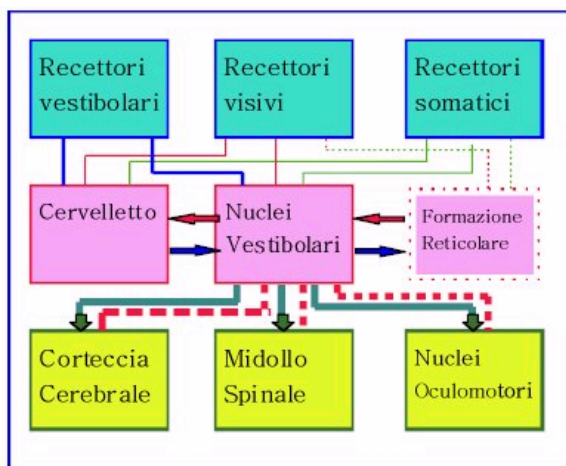 Recettori
vestibolari
Recettori
visivi
Recettori
somatici
Cervelletto
Nuclei
Vestibolari
Formazione
Reticolare
Corteccia
Cerebrale
Midollo
Spinale
Nuclei
Oculomotori